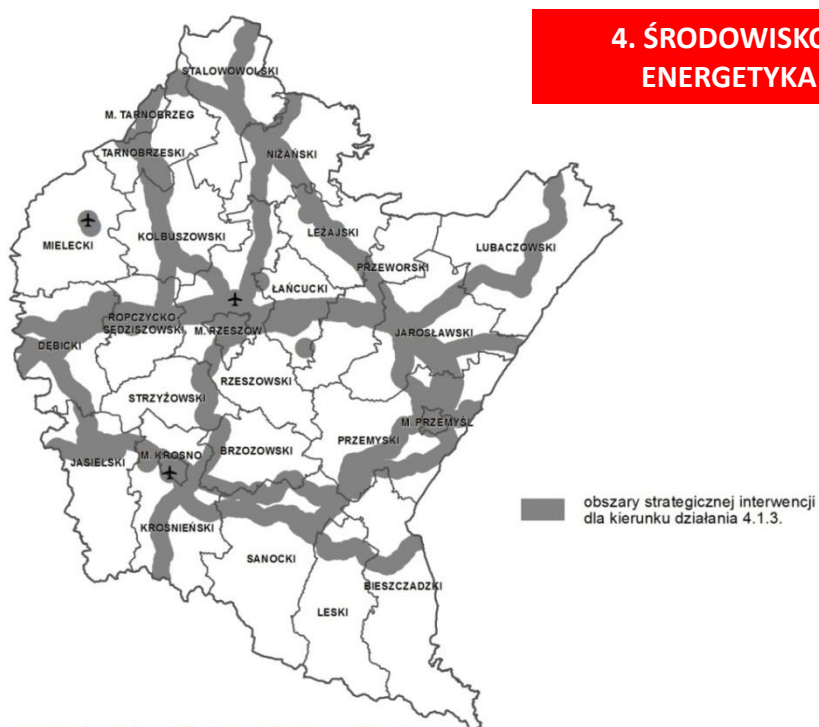 4. ŚRODOWISKO
ENERGETYKA
STALOWOWOLSKI
M. TARNOBRZEG
TARNOBRZESKI
NIŻAŃSKI
MIELECKI
KOLBUSZOWSKI
LEŻAJSKI
LUBACZOWSKI
PRZEWORSKI
ŁAŃCUCKI
ROPCZYCKO-
SĘDZISZOWSKI
M. RZESZÓW
JAROSŁAWSKI
DĘBICKI
RZESZOWSKI
STRZYŻOWSKI
M. PRZEMYŚL
PRZEMYSKI
BRZOZOWSKI
M. KROSNO
JASIELSKI
obszary strategicznej interwencji
dla kierunku działania 4.1.3.
KROŚNIEŃSKI
SANOCKI
BIESZCZADZKI
LESKI